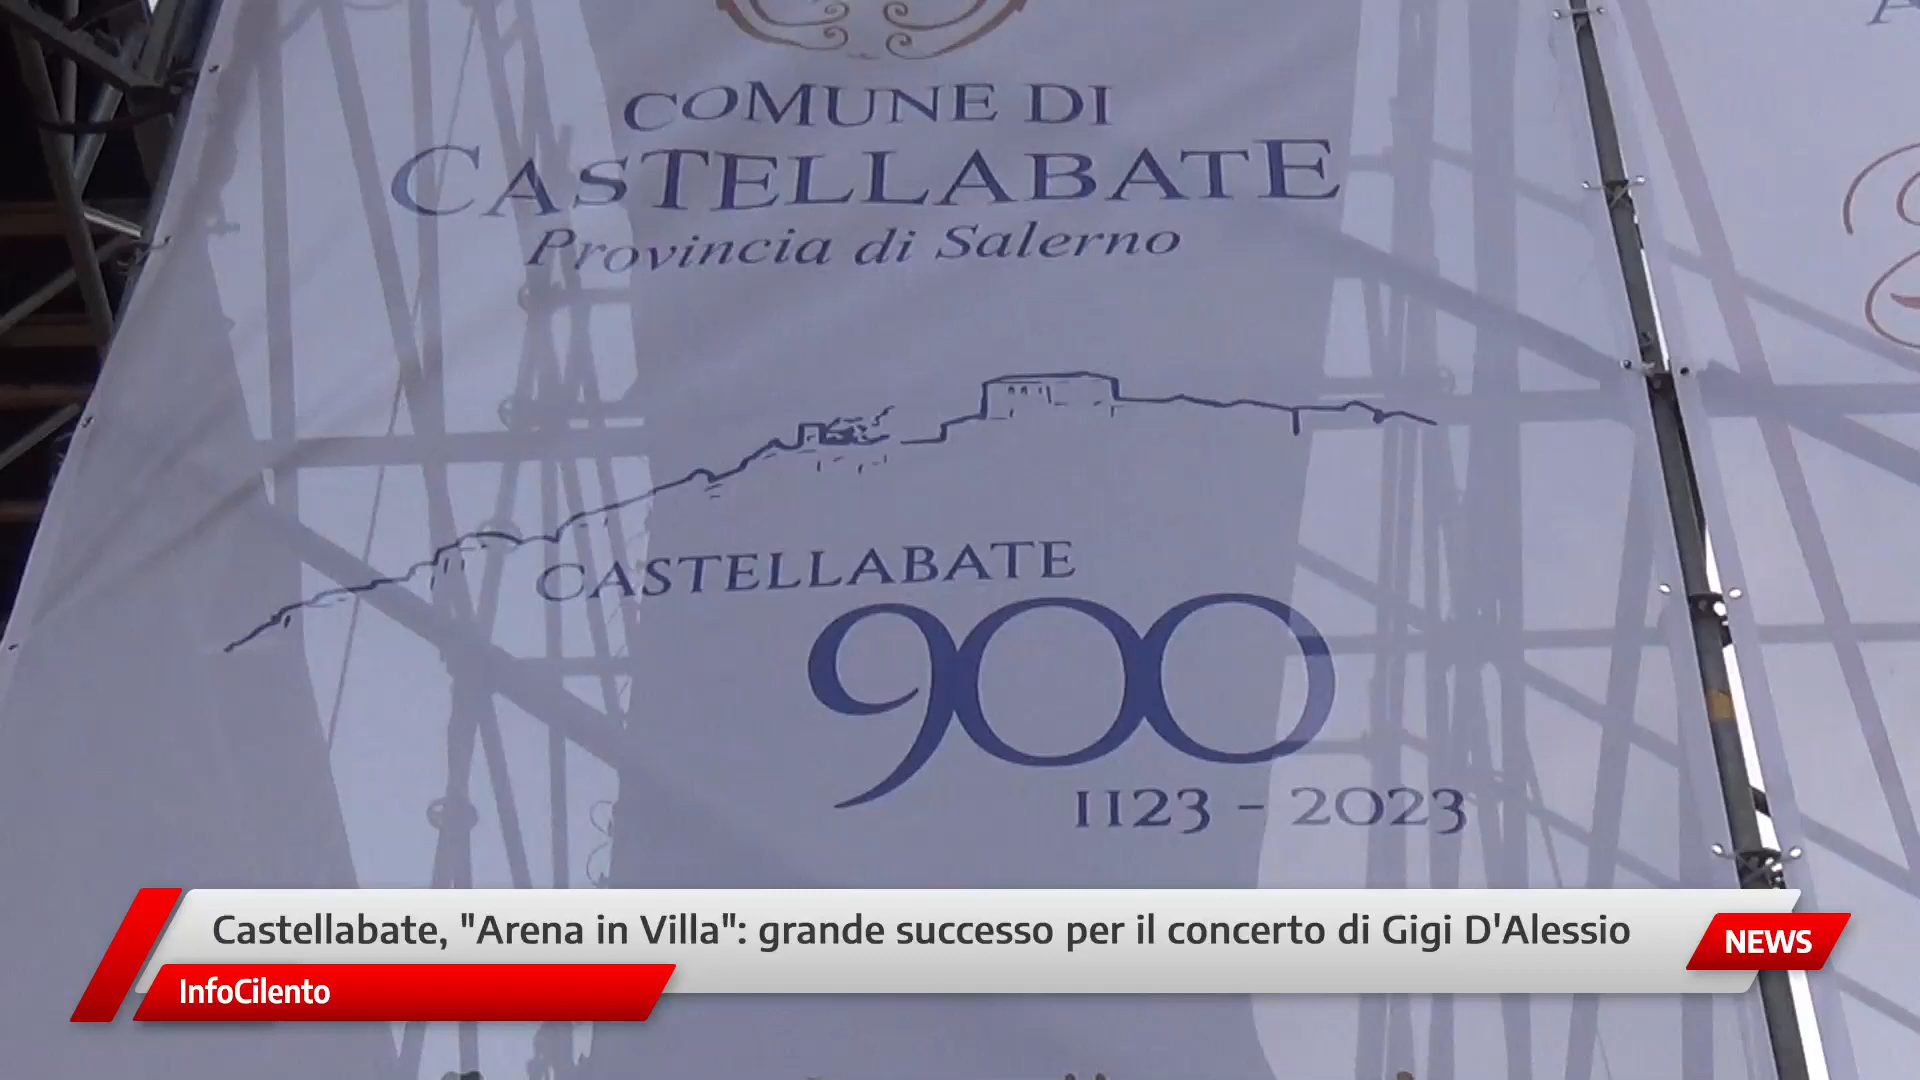 COMUNE DI
CASTELLABATE
Provincia di Salerno
CASTELLABATE
900
1123 - 2023
Castellabate, "Arena in Villa": grande successo per il concerto di Gigi D'Alessio
NEWS
InfoCilento